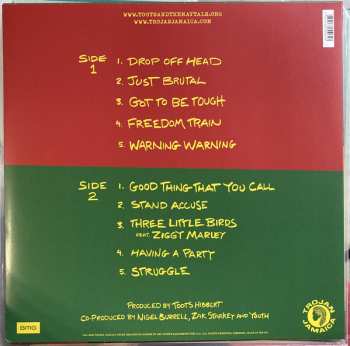 WWW.TOOTSANDTHEMAYTALS.ORG
WWW.TROJANJAMAICA.COM
SIDE 1
1. DROP OFF HEAD
2. JUST BRUTAL
3. GOT TO BE TOUGH
4. FREEDOM TRAIN
5. WARNING WARNING
SIDE 2
1. GOOD THING THAT YOU CALL
2. STAND ACCUSE
3. THREE LITTLE BIRDS
FEAT. ZIGGY MARLEY
4. HAVING A PARTY
5. STRUGGLE
PRODUCED BY TOOTS HIBBERT
CO-PRODUCED BY NIGEL BURRELL, ZAK STARKEY AND YOUTH
BMG
TROJAN
JAMAICA